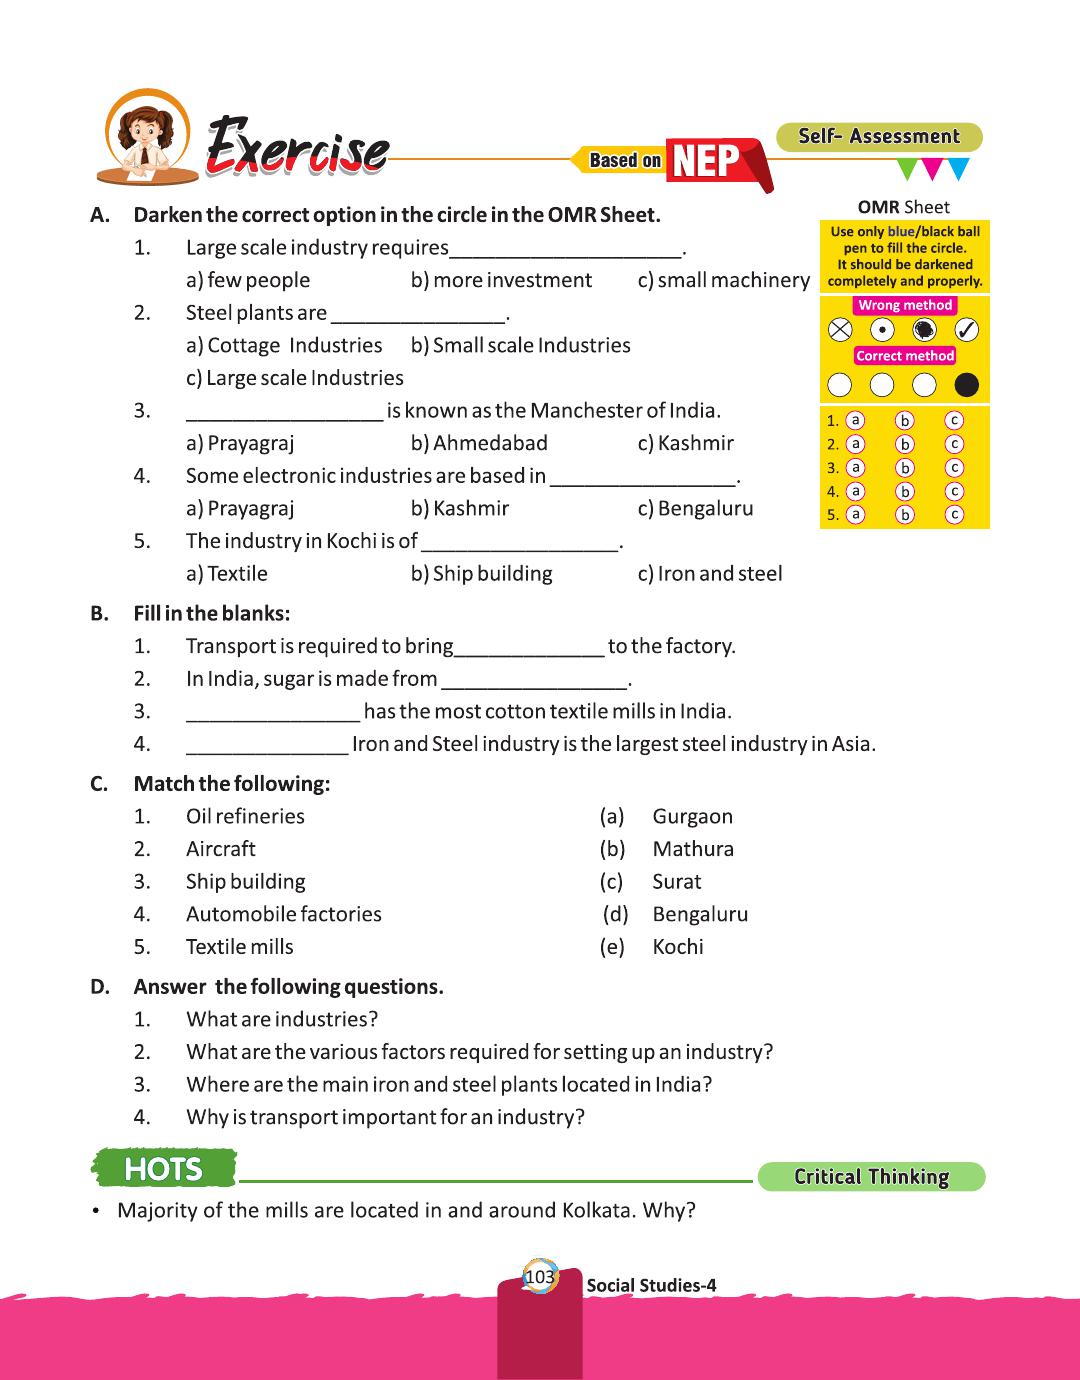 Exercise
Based on NEP
Self- Assessment
A. Darken the correct option in the circle in the OMR Sheet.
1. Large scale industry requires____________________.
a) few people b) more investment c) small machinery
2. Steel plants are _______________.
a) Cottage Industries b) Small scale Industries
c) Large scale Industries
3. _________________ is known as the Manchester of India.
a) Prayagraj b) Ahmedabad c) Kashmir
4. Some electronic industries are based in ________________.
a) Prayagraj b) Kashmir c) Bengaluru
5. The industry in Kochi is of _________________.
a) Textile b) Ship building c) Iron and steel
OMR Sheet
Use only blue/black ball
pen to fill the circle.
It should be darkened
completely and properly.
Wrong method
Correct method
1. a b c
2. a b c
3. a b c
4. a b c
5. a b c
B. Fill in the blanks:
1. Transport is required to bring_____________ to the factory.
2. In India, sugar is made from ________________.
3. _______________ has the most cotton textile mills in India.
4. ______________ Iron and Steel industry is the largest steel industry in Asia.
C. Match the following:
1. Oil refineries (a) Gurgaon
2. Aircraft (b) Mathura
3. Ship building (c) Surat
4. Automobile factories (d) Bengaluru
5. Textile mills (e) Kochi
D. Answer the following questions.
1. What are industries?
2. What are the various factors required for setting up an industry?
3. Where are the main iron and steel plants located in India?
4. Why is transport important for an industry?
HOTS
Critical Thinking
• Majority of the mills are located in and around Kolkata. Why?
103
Social Studies-4